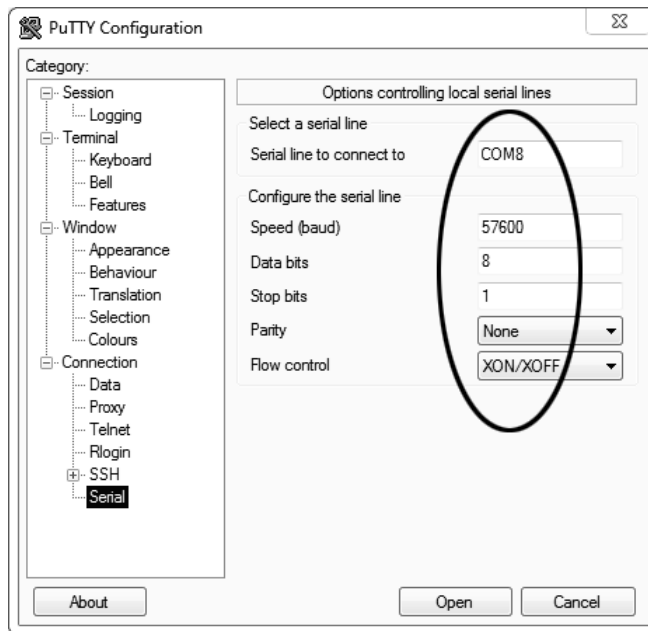 PuTTY Configuration
Category:
Session
Logging
Terminal
Keyboard
Bell
Features
Window
Appearance
Behaviour
Translation
Selection
Colours
Connection
Data
Proxy
Telnet
Rlogin
SSH
Serial
Options controlling local serial lines
Select a serial line
Serial line to connect to COM8
Configure the serial line
Speed (baud) 57600
Data bits 8
Stop bits 1
Parity None
Flow control XON/XOFF
About Open Cancel